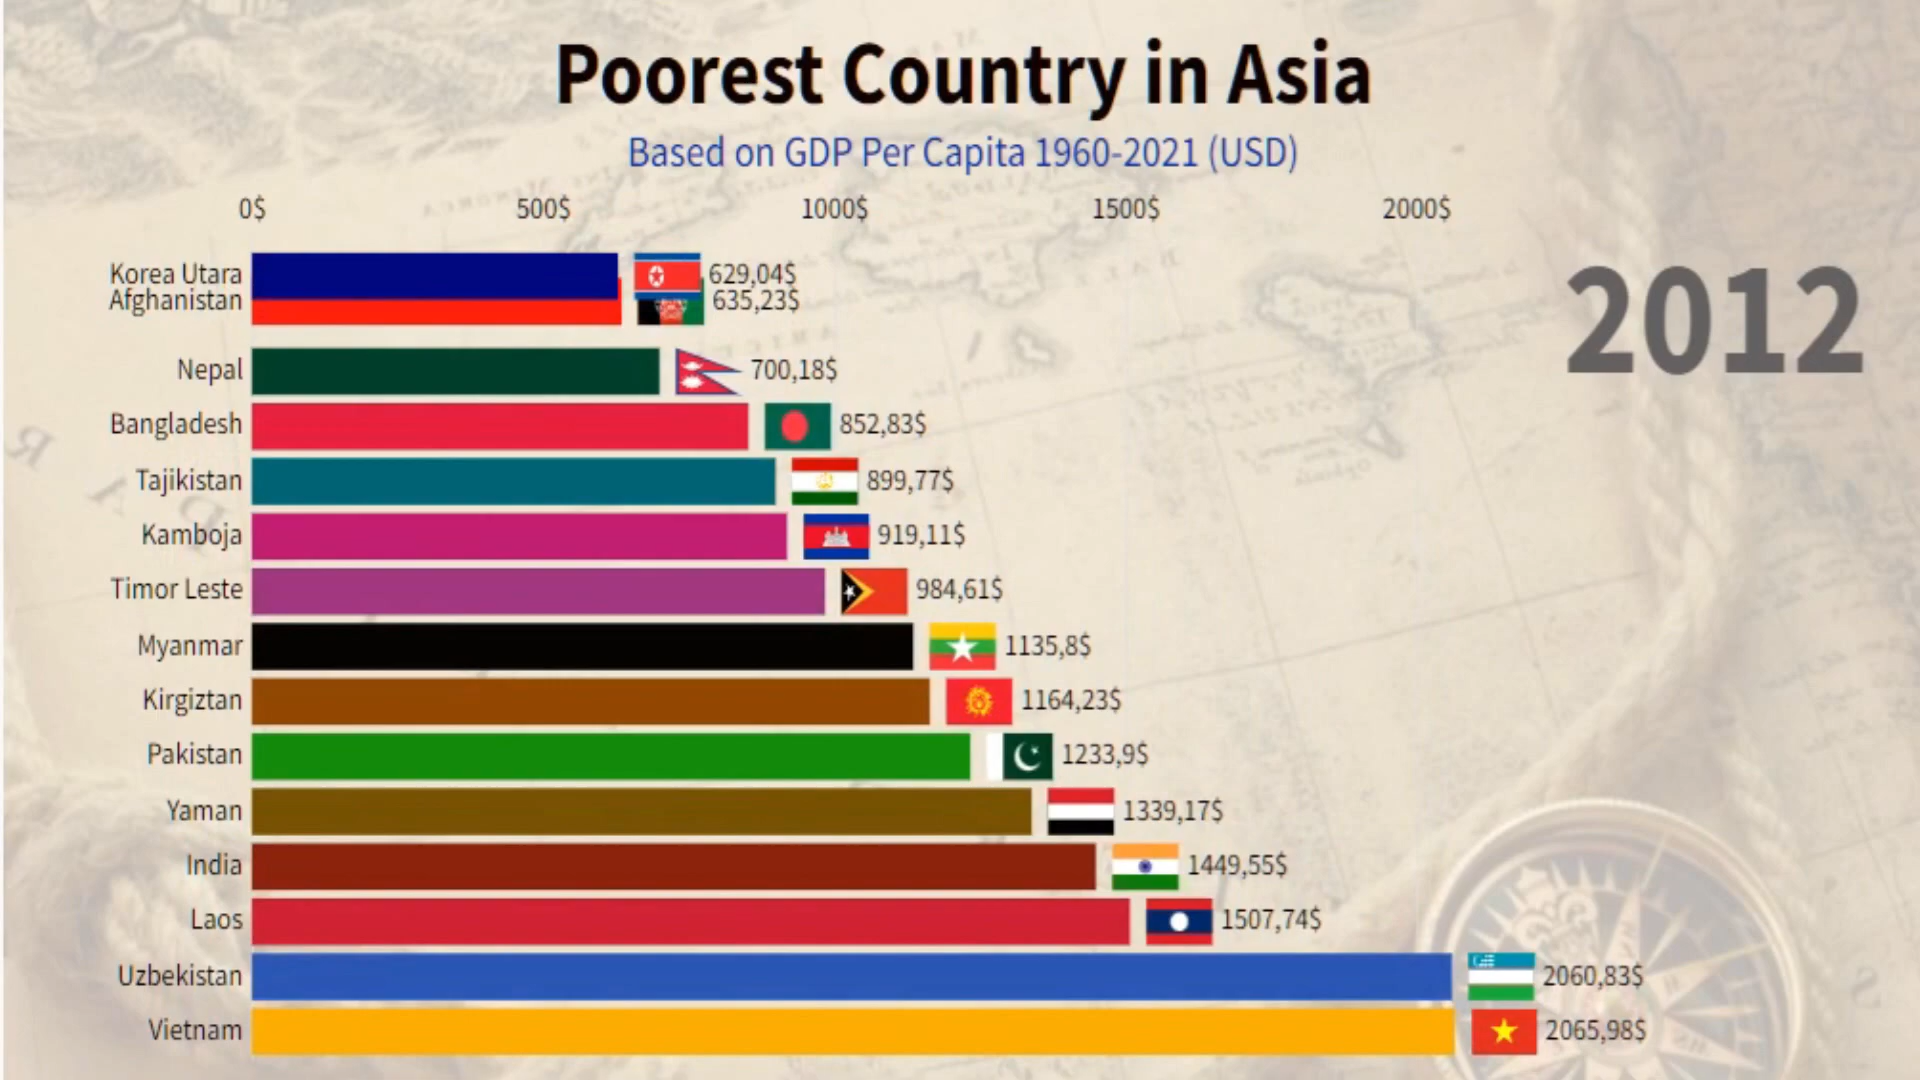 Poorest Country in Asia
Based on GDP Per Capita 1960-2021 (USD)
0$ 500$ 1000$ 1500$ 2000$
2012
Korea Utara 629,04$
Afghanistan 635,23$
Nepal 700,18$
Bangladesh 852,83$
Tajikistan 899,77$
Kamboja 919,11$
Timor Leste 984,61$
Myanmar 1135,8$
Kirgiztan 1164,23$
Pakistan 1233,9$
Yaman 1339,17$
India 1449,55$
Laos 1507,74$
Uzbekistan 2060,83$
Vietnam 2065,98$